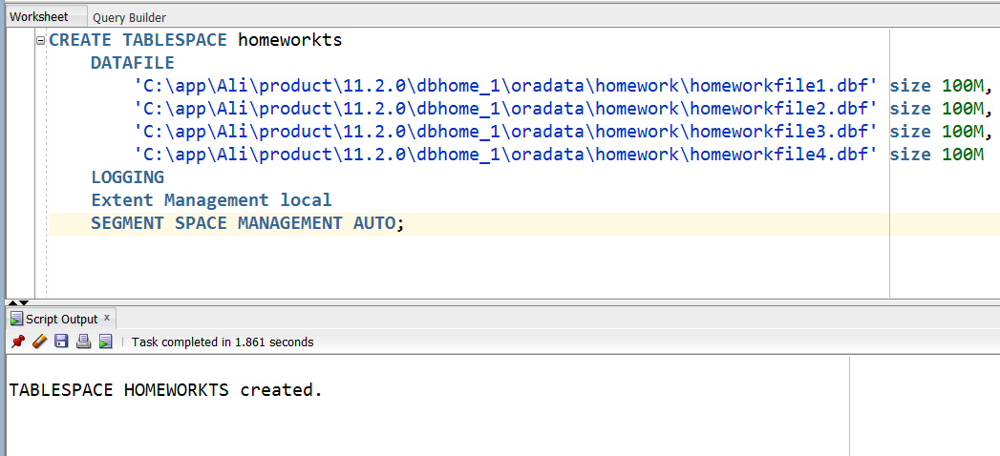 Worksheet Query Builder
CREATE TABLESPACE homeworkts
DATAFILE
'C:\app\Ali\product\11.2.0\dbhome_1\oradata\homework\homeworkfile1.dbf' size 100M,
'C:\app\Ali\product\11.2.0\dbhome_1\oradata\homework\homeworkfile2.dbf' size 100M,
'C:\app\Ali\product\11.2.0\dbhome_1\oradata\homework\homeworkfile3.dbf' size 100M,
'C:\app\Ali\product\11.2.0\dbhome_1\oradata\homework\homeworkfile4.dbf' size 100M
LOGGING
Extent Management local
SEGMENT SPACE MANAGEMENT AUTO;
Script Output x
Task completed in 1.861 seconds
TABLESPACE HOMEWORKTS created.